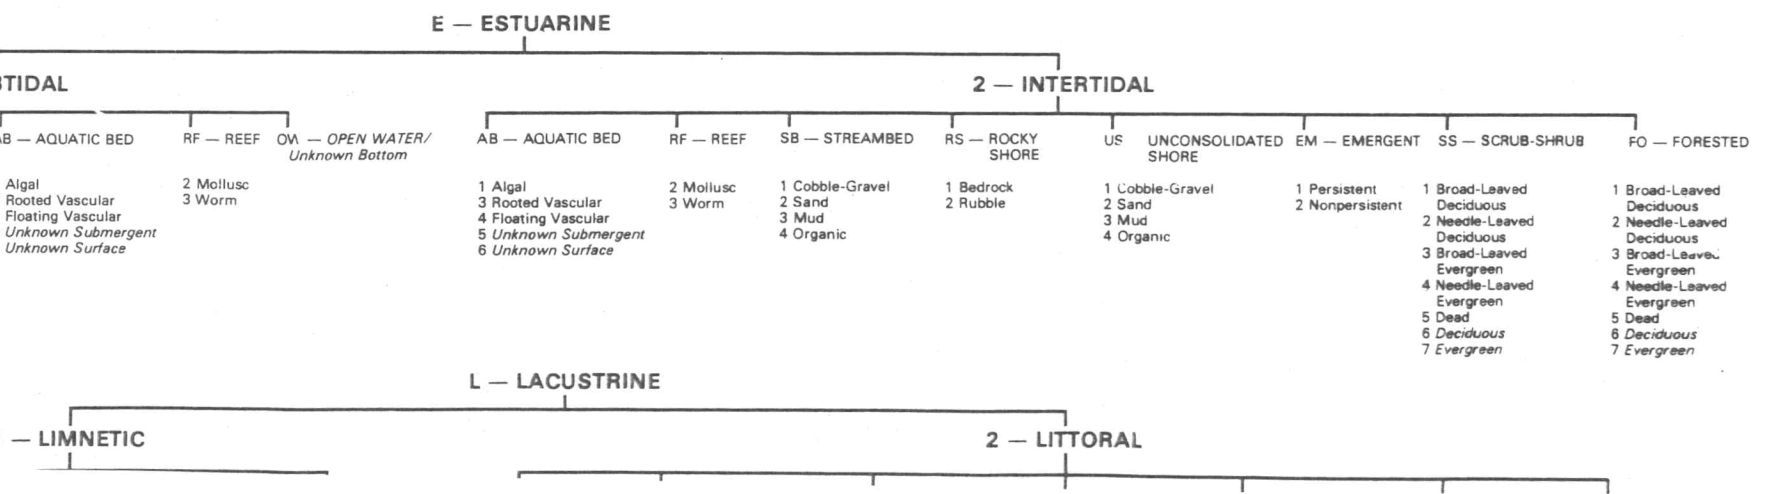 E — ESTUARINE
TIDAL
2 — INTERTIDAL
B — AQUATIC BED
RF — REEF
OW — OPEN WATER/
Unknown Bottom
Algal
Rooted Vascular
Floating Vascular
Unknown Submergent
Unknown Surface
2 Mollusc
3 Worm
AB — AQUATIC BED
1 Algal
3 Rooted Vascular
4 Floating Vascular
5 Unknown Submergent
6 Unknown Surface
RF — REEF
2 Mollusc
3 Worm
SB — STREAMBED
1 Cobble-Gravel
2 Sand
3 Mud
4 Organic
RS — ROCKY
SHORE
1 Bedrock
2 Rubble
US UNCONSOLIDATED
SHORE
1 Cobble-Gravel
2 Sand
3 Mud
4 Organic
EM — EMERGENT
1 Persistent
2 Nonpersistent
SS — SCRUB-SHRUB
1 Broad-Leaved
Deciduous
2 Needle-Leaved
Deciduous
3 Broad-Leaved
Evergreen
4 Needle-Leaved
Evergreen
5 Dead
6 Deciduous
7 Evergreen
FO — FORESTED
1 Broad-Leaved
Deciduous
2 Needle-Leaved
Deciduous
3 Broad-Leaved
Evergreen
4 Needle-Leaved
Evergreen
5 Dead
6 Deciduous
7 Evergreen
L — LACUSTRINE
— LIMNETIC
2 — LITTORAL